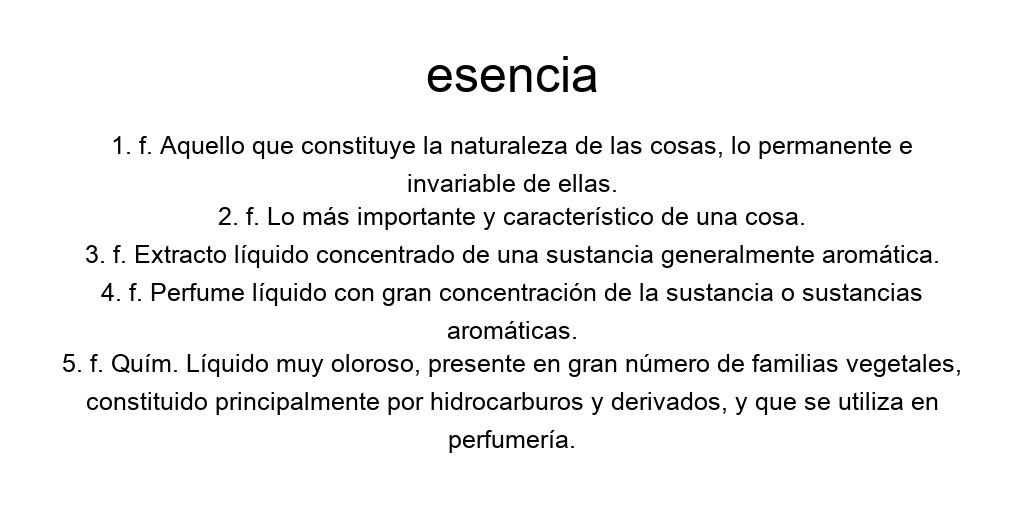 esencia
1. f. Aquello que constituye la naturaleza de las cosas, lo permanente e
invariable de ellas.
2. f. Lo más importante y característico de una cosa.
3. f. Extracto líquido concentrado de una sustancia generalmente aromática.
4. f. Perfume líquido con gran concentración de la sustancia o sustancias
aromáticas.
5. f. Quím. Líquido muy oloroso, presente en gran número de familias vegetales,
constituido principalmente por hidrocarburos y derivados, y que se utiliza en
perfumería.